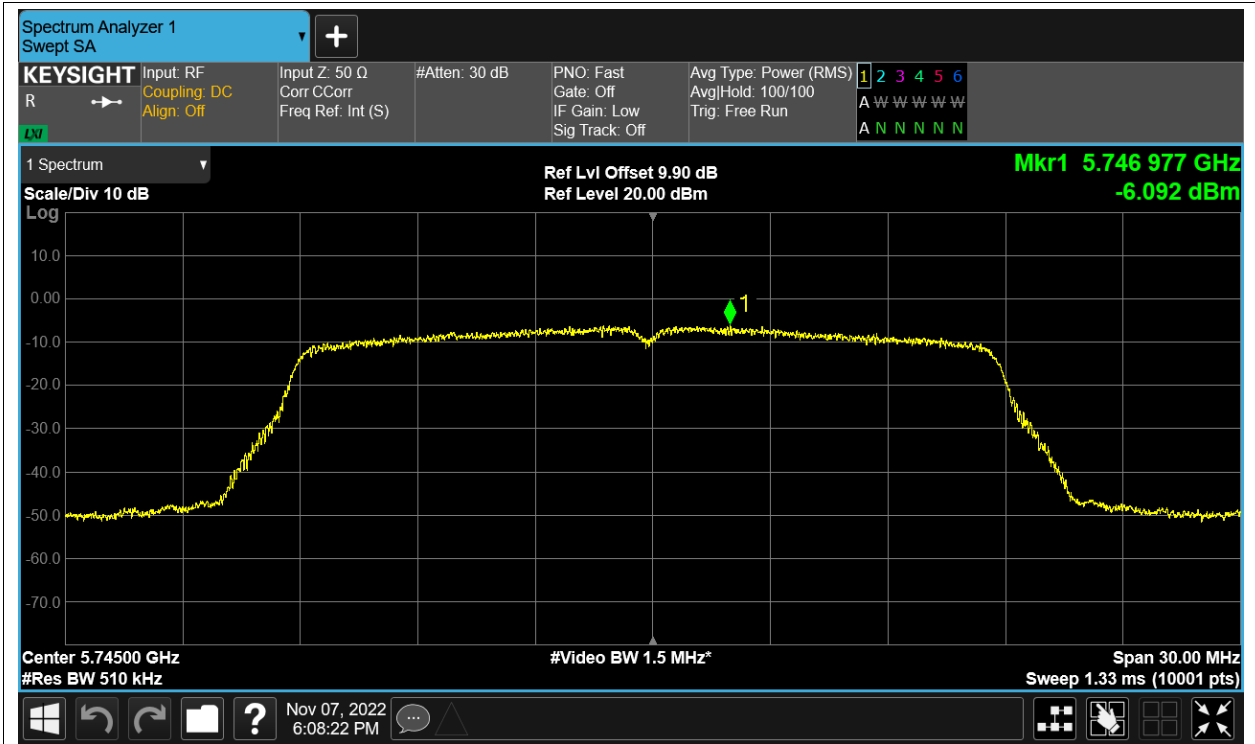 Spectrum Analyzer 1
Swept SA
KEYSIGHT
R
LXI
Input: RF
Coupling: DC
Align: Off
Input Z: 50 Ω
Corr CCorr
Freq Ref: Int (S)
#Atten: 30 dB
PNO: Fast
Gate: Off
IF Gain: Low
Sig Track: Off
Avg Type: Power (RMS)
Avg|Hold: 100/100
Trig: Free Run
1 2 3 4 5 6
A W W W W W
A N N N N N
1 Spectrum
Scale/Div 10 dB
Log
Ref Lvl Offset 9.90 dB
Ref Level 20.00 dBm
Mkr1 5.746 977 GHz
-6.092 dBm
10.0
0.00
-10.0
-20.0
-30.0
-40.0
-50.0
-60.0
-70.0
1
Center 5.74500 GHz
#Res BW 510 kHz
#Video BW 1.5 MHz*
Span 30.00 MHz
Sweep 1.33 ms (10001 pts)
?
Nov 07, 2022
6:08:22 PM